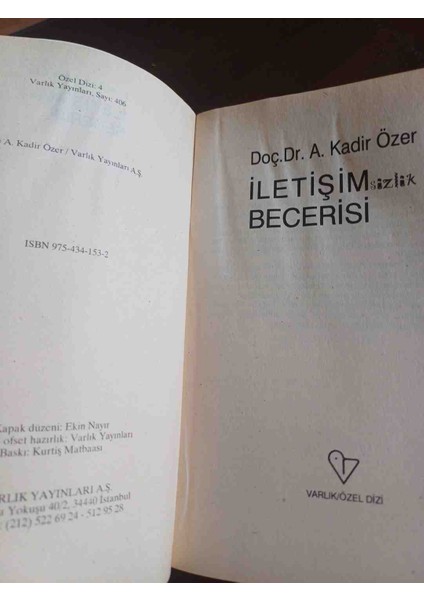 Özel Dizi: 4
Varlık Yayınları, Sayı: 406
A. Kadir Özer / Varlık Yayınları A.Ş.
ISBN 975-434-153-2
Kapak düzeni: Ekin Nayır
ofset hazırlık: Varlık Yayınları
Baskı: Kurtiş Matbaası
ARLIK YAYINLARI A.Ş.
Yokuşu 40/2, 34440 İstanbul
(212) 522 69 24 - 512 95 28
Doç.Dr. A. Kadir Özer
İLETİŞİMsizlik
BECERİSİ
VARLIK/ÖZEL DİZİ